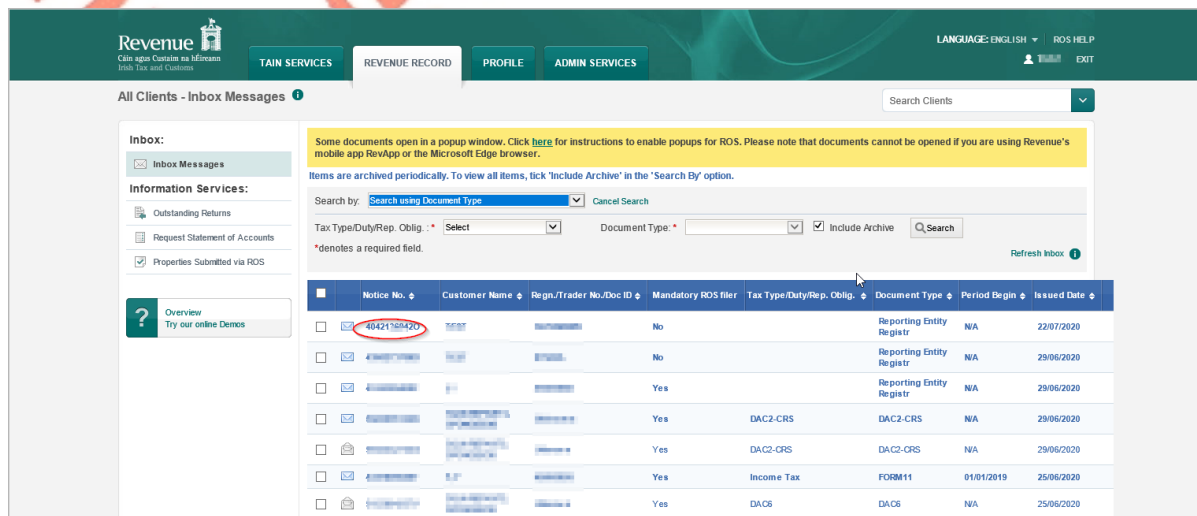 Revenue
Cáin agus Custaim na hÉireann
Irish Tax and Customs
TAIN SERVICES
REVENUE RECORD
PROFILE
ADMIN SERVICES
LANGUAGE: ENGLISH
ROS HELP
EXIT
All Clients - Inbox Messages
Search Clients
Inbox:
Inbox Messages
Information Services:
Outstanding Returns
Request Statement of Accounts
Properties Submitted via ROS
Overview
Try our online Demos
Some documents open in a popup window. Click here for instructions to enable popups for ROS. Please note that documents cannot be opened if you are using Revenue's
mobile app RevApp or the Microsoft Edge browser.
Items are archived periodically. To view all items, tick 'Include Archive' in the 'Search By' option.
Search by: Search using Document Type Cancel Search
Tax Type/Duty/Rep. Oblig. : * Select Document Type: * Include Archive Search
*denotes a required field.
Refresh Inbox
Notice No. Customer Name Regn./Trader No./Doc ID Mandatory ROS filer Tax Type/Duty/Rep. Oblig. Document Type Period Begin Issued Date
No Reporting Entity Registr N/A 22/07/2020
No Reporting Entity Registr N/A 29/06/2020
Yes Reporting Entity Registr N/A 29/06/2020
Yes DAC2-CRS DAC2-CRS N/A 29/06/2020
Yes DAC2-CRS DAC2-CRS N/A 29/06/2020
Yes Income Tax FORM11 01/01/2019 25/06/2020
Yes DAC6 DAC6 N/A 25/06/2020